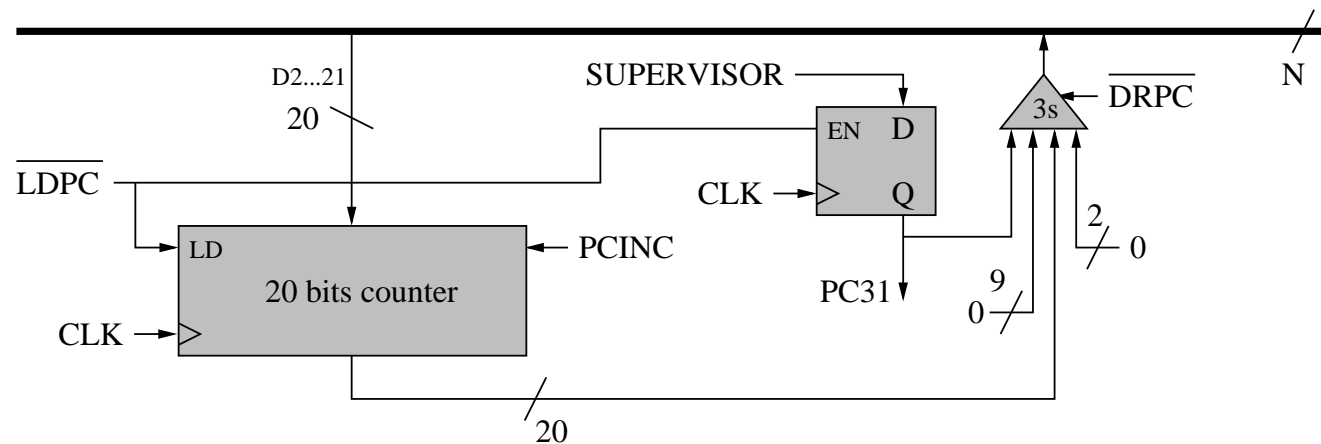 D2...21
20
SUPERVISOR
N
DRPC
3s
EN D
LDPC
CLK
Q
2
0
LD
PCINC
20 bits counter
PC31
9
0
CLK
20